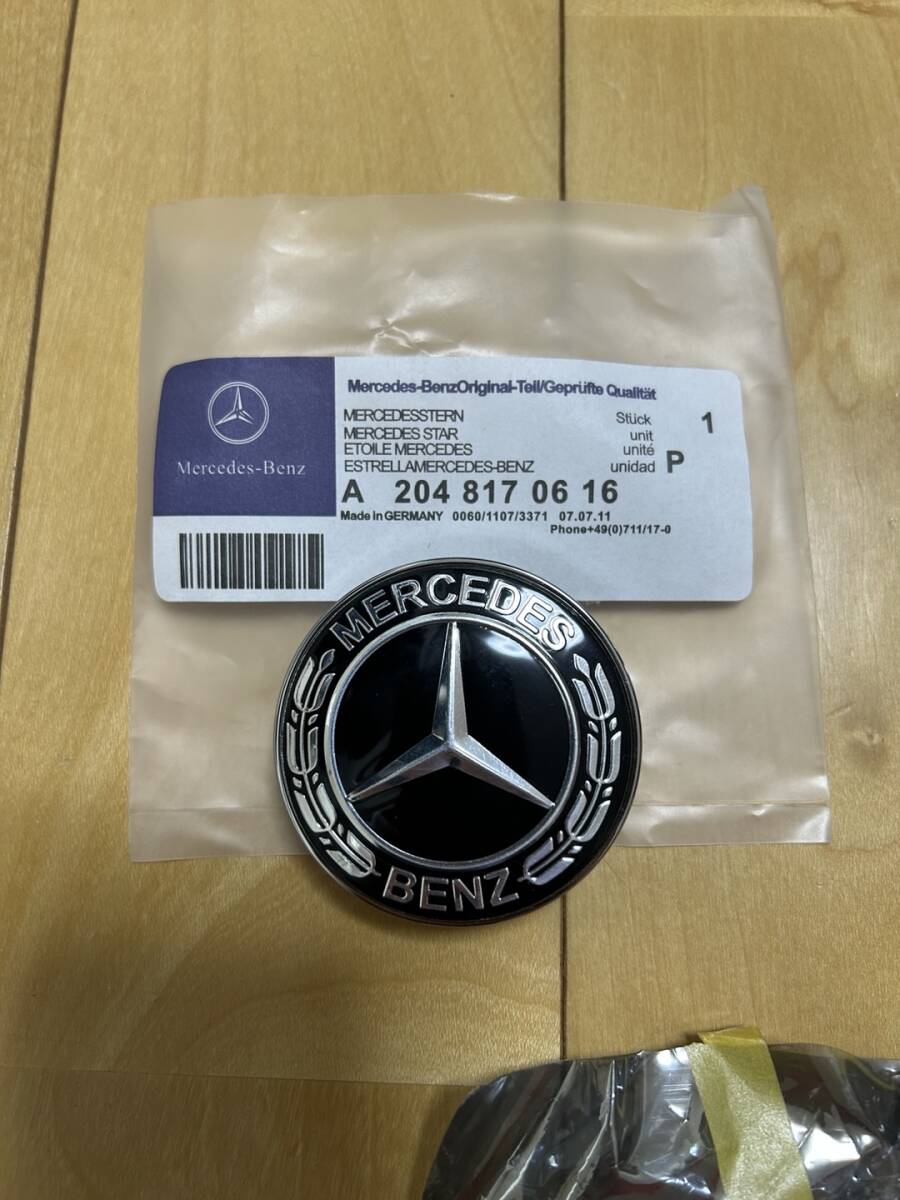 Mercedes-BenzOriginal-Teil/Geprüfte Qualität
MERCEDESSTERN Stück 1
MERCEDES STAR unit
ETOILE MERCEDES unité
ESTRELLAMERCEDES-BENZ unidad P
Mercedes-Benz
A 204 817 06 16
Made in GERMANY 0060/1107/3371 07.07.11
Phone+49(0)711/17-0
MERCEDES
BENZ